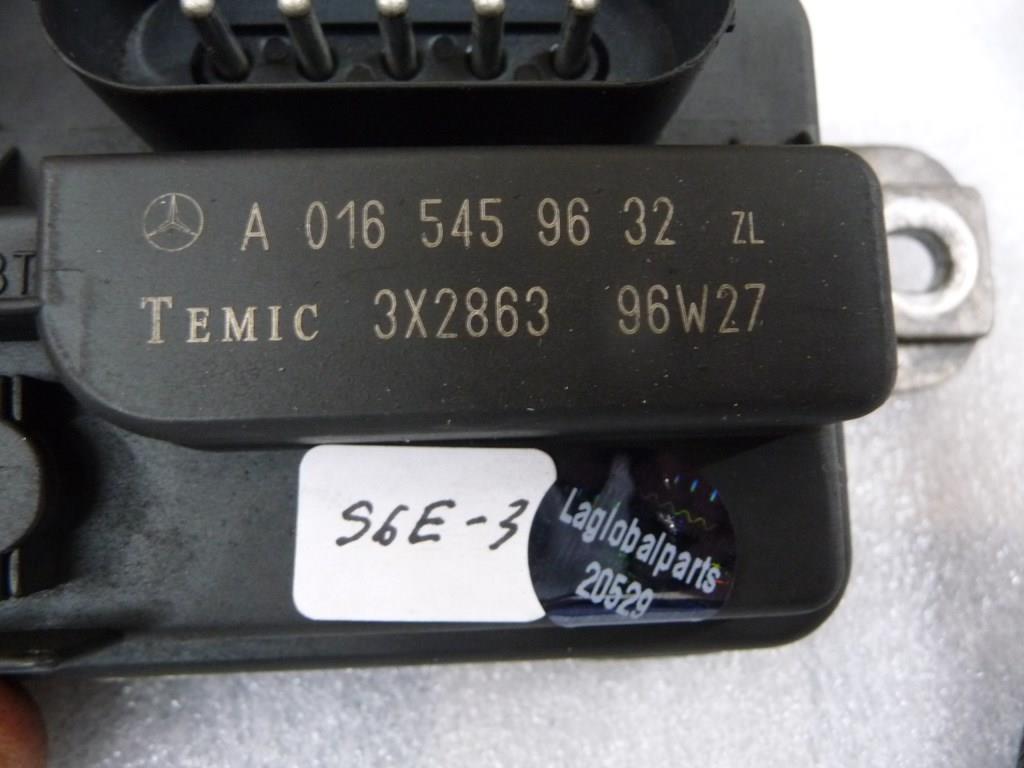 A 016 545 96 32 ZL
TEMIC 3X2863 96W27
S6E-3
Laglobalparts
20529